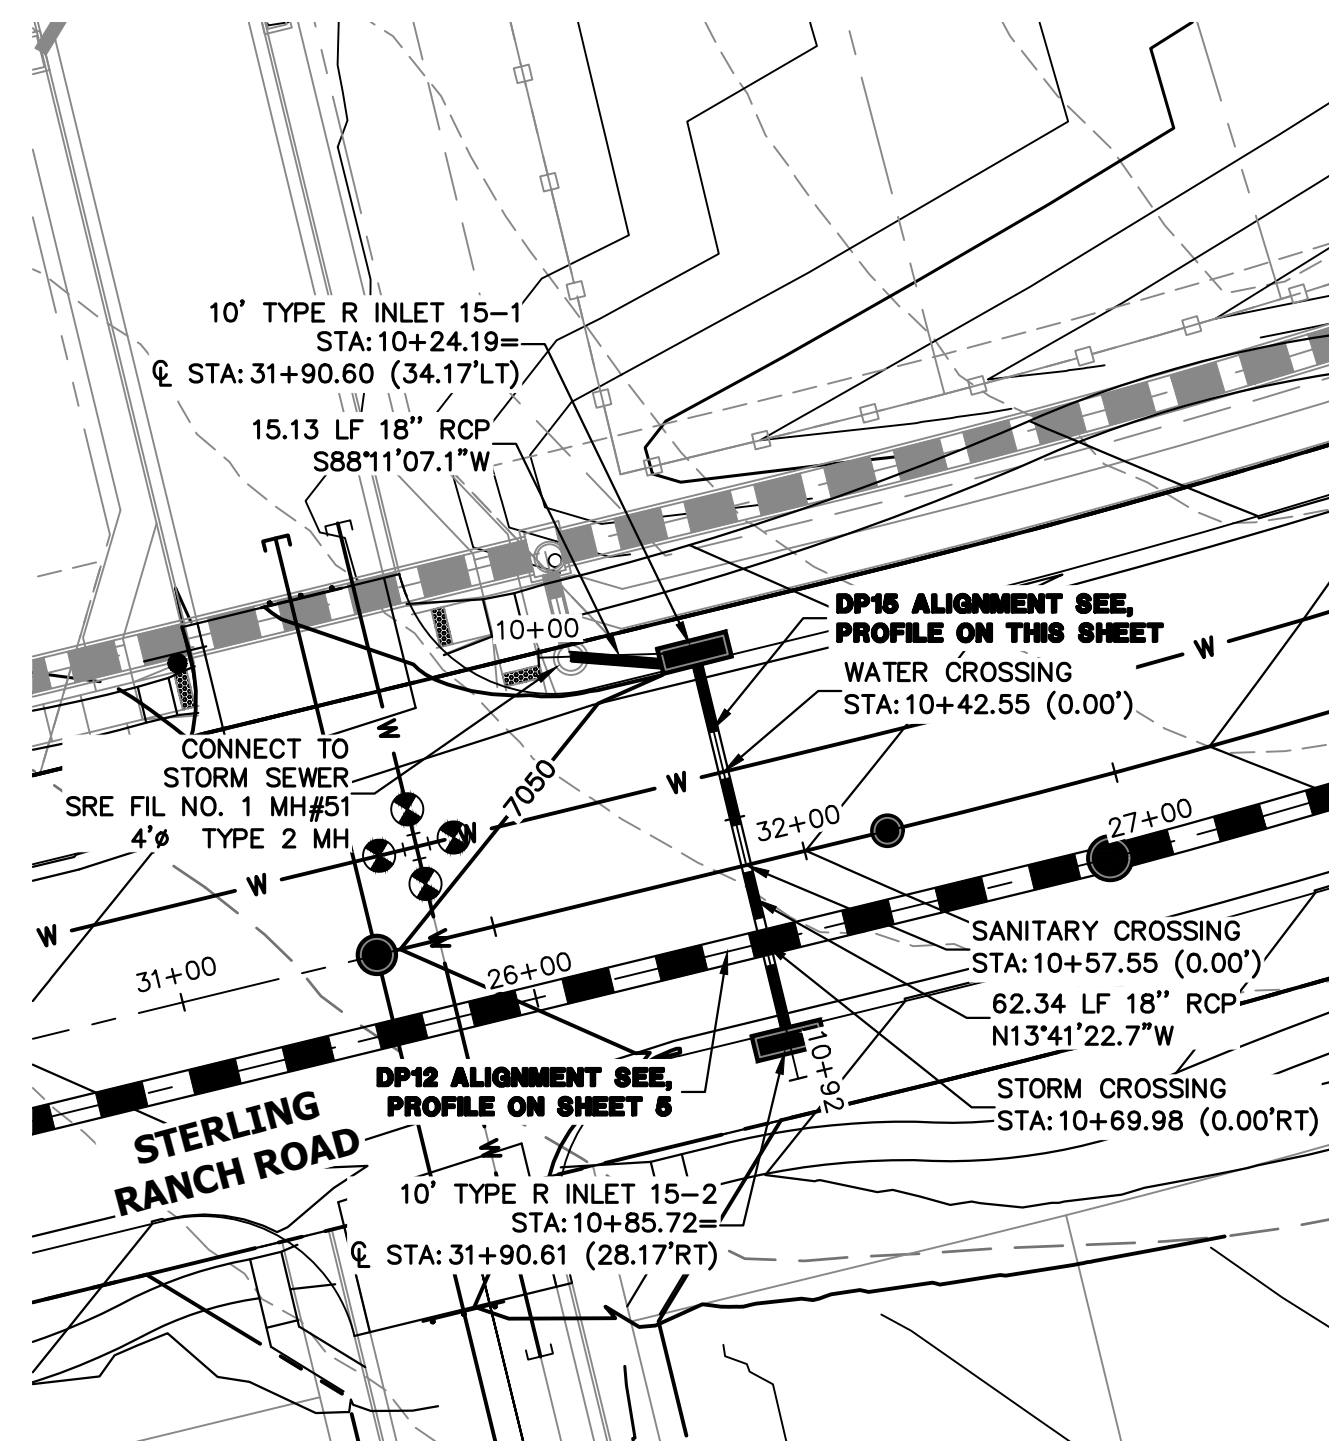 10' TYPE R INLET 15-1
STA: 10+24.19=
℄ STA: 31+90.60 (34.17'LT)
15.13 LF 18" RCP
S88°11'07.1"W
10+00
DP15 ALIGNMENT SEE,
PROFILE ON THIS SHEET
W
WATER CROSSING
STA: 10+42.55 (0.00')
W
CONNECT TO
STORM SEWER
SRE FIL NO. 1 MH#51
4'ø TYPE 2 MH
7050
W
W
32+00
27+00
W
W
W
31+00
26+00
SANITARY CROSSING
STA: 10+57.55 (0.00')
62.34 LF 18" RCP
N13°41'22.7"W
10+92
DP12 ALIGNMENT SEE,
PROFILE ON SHEET 5
STORM CROSSING
STA: 10+69.98 (0.00'RT)
STERLING
RANCH ROAD
W
10' TYPE R INLET 15-2
STA: 10+85.72=
℄ STA: 31+90.61 (28.17'RT)